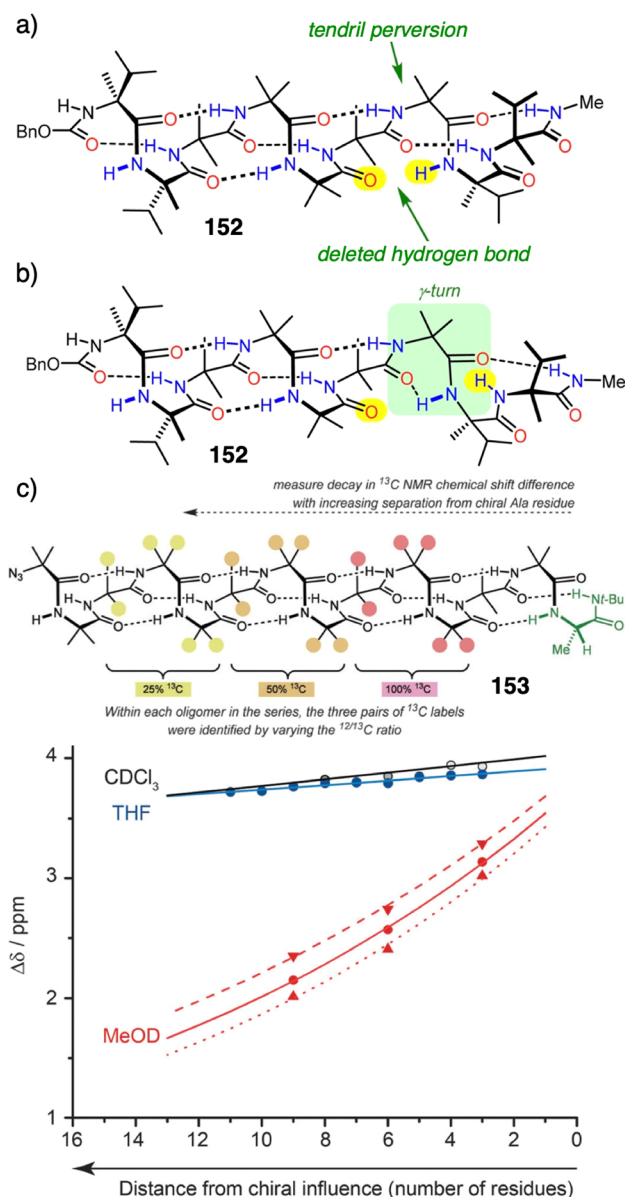 a)
tendril perversion
BnO
H
N
O
H
N
O
H
N
O
H
N
Me
O
H
N
O
H
N
O
H
N
O
H
N
O
H
N
O
H
N
O
152
deleted hydrogen bond
b)
γ-turn
BnO
H
N
O
H
N
O
H
N
O
H
N
Me
O
H
N
O
H
N
O
H
N
O
H
N
O
H
N
O
H
N
O
152
c)
measure decay in ¹³C NMR chemical shift difference
with increasing separation from chiral Ala residue
N₃
O
H
N
O
H
N
O
H
N
O
H
N
O
H
N
O
H
N
O
H
N
O
H
N
t-Bu
H
N
O
H
N
O
H
N
O
H
N
O
Me
H
25% ¹³C
50% ¹³C
100% ¹³C
153
Within each oligomer in the series, the three pairs of ¹³C labels
were identified by varying the ¹²/¹³C ratio
4
CDCl₃
THF
3
Δδ / ppm
2
MeOD
1
16 14 12 10 8 6 4 2 0
Distance from chiral influence (number of residues)